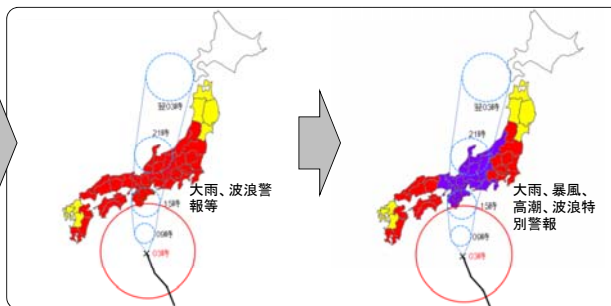 翌03時
21時
大雨、波浪警
報等
15時
09時
03時
翌03時
21時
大雨、暴風、
高潮、波浪特
別警報
15時
09時
03時